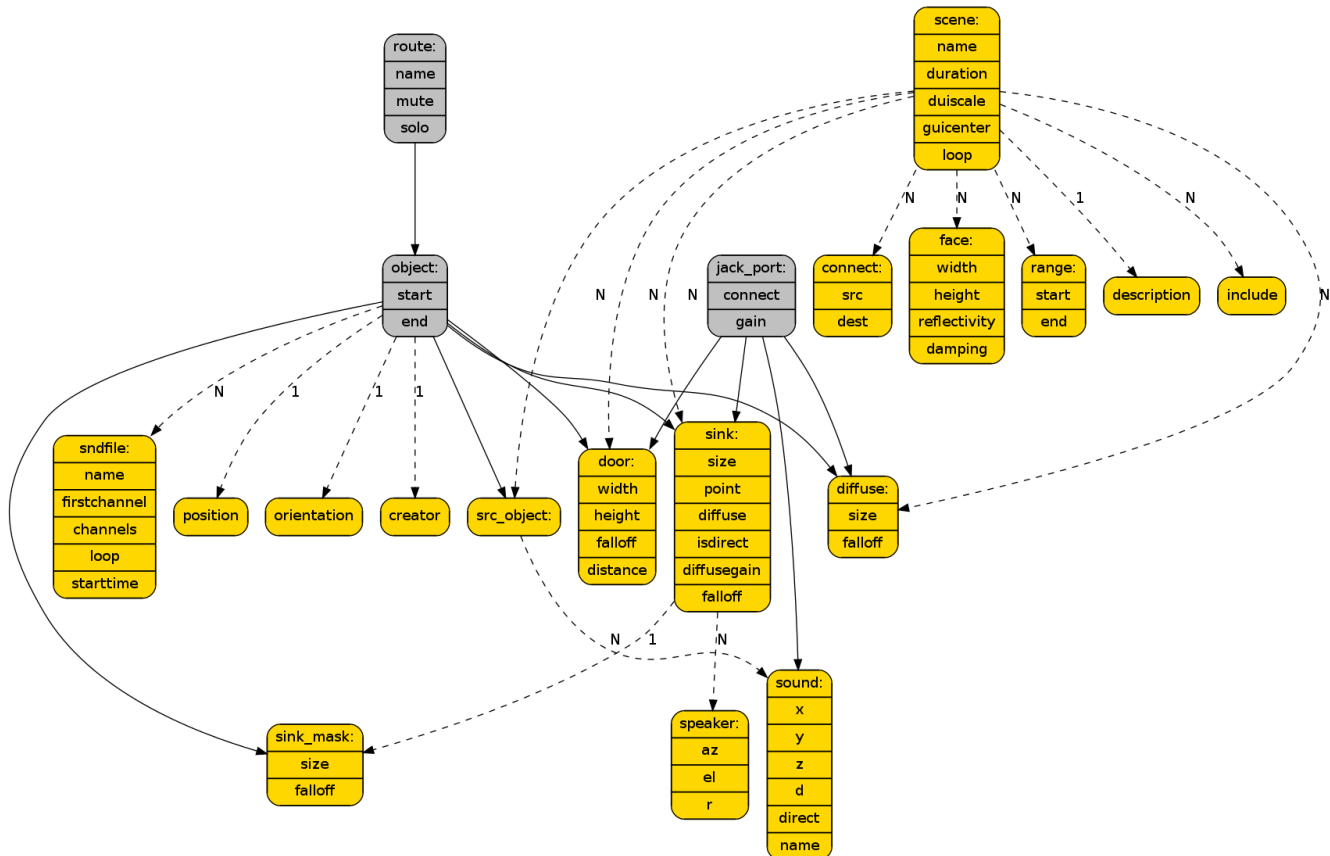 scene:
name
duration
duiscale
guicenter
loop
route:
name
mute
solo
N
N
N
1
N
object:
start
end
jack_port:
connect
gain
connect:
src
dest
face:
width
height
reflectivity
damping
range:
start
end
description
include
N
N
N
N
N
1
1
1
sndfile:
name
firstchannel
channels
loop
starttime
position
orientation
creator
src_object:
door:
width
height
falloff
distance
sink:
size
point
diffuse
isdirect
diffusegain
falloff
diffuse:
size
falloff
N
1
N
sink_mask:
size
falloff
speaker:
az
el
r
sound:
x
y
z
d
direct
name